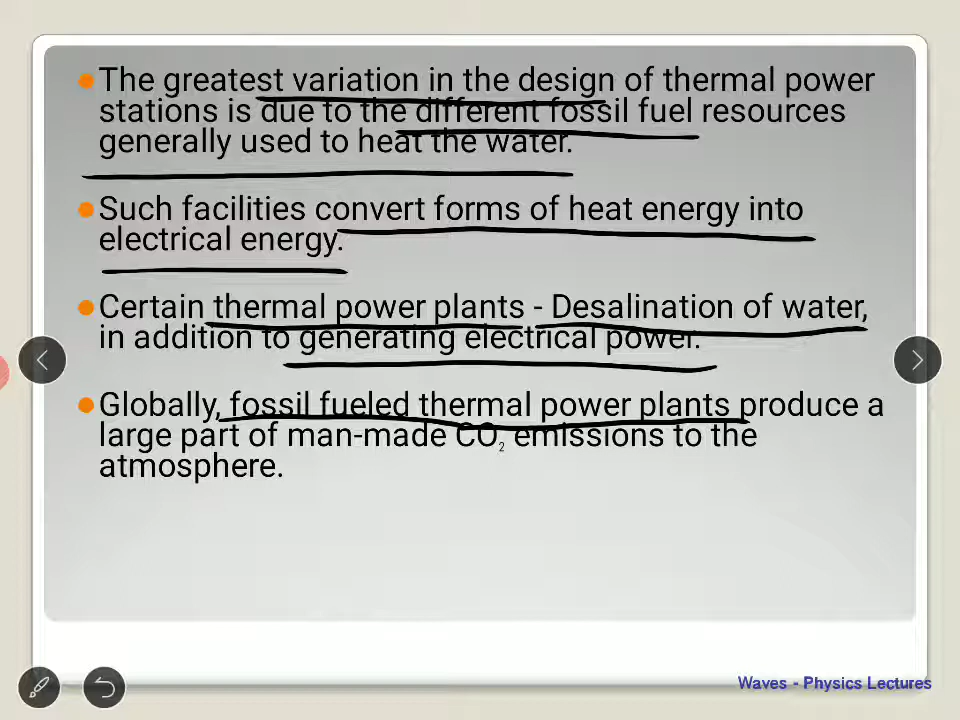 The greatest variation in the design of thermal power
stations is due to the different fossil fuel resources
generally used to heat the water.
Such facilities convert forms of heat energy into
electrical energy.
Certain thermal power plants - Desalination of water,
in addition to generating electrical power.
Globally, fossil fueled thermal power plants produce a
large part of man-made CO₂ emissions to the
atmosphere.
Waves - Physics Lectures